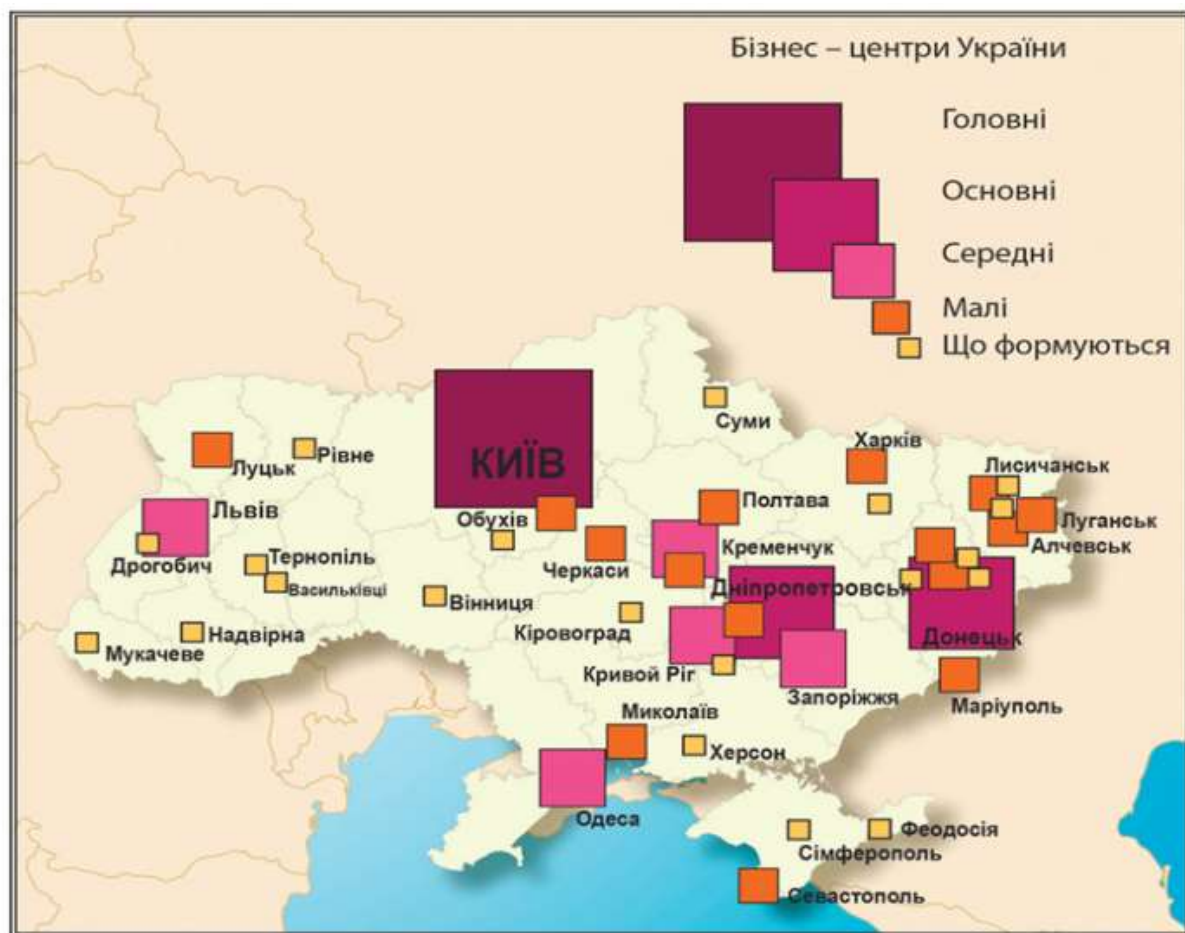 Бізнес – центри України
Головні
Основні
Середні
Малі
Що формуються
Суми
КИЇВ
Харків
Рівне
Луцьк
Лисичанськ
Львів
Полтава
Обухів
Луганськ
Дрогобич
Тернопіль
Черкаси
Кременчук
Алчевськ
Васильківці
Дніпропетровськ
Вінниця
Надвірна
Кіровоград
Донецьк
Мукачеве
Кривой Ріг
Запоріжжя
Маріуполь
Миколаїв
Херсон
Одеса
Феодосія
Сімферополь
Севастополь